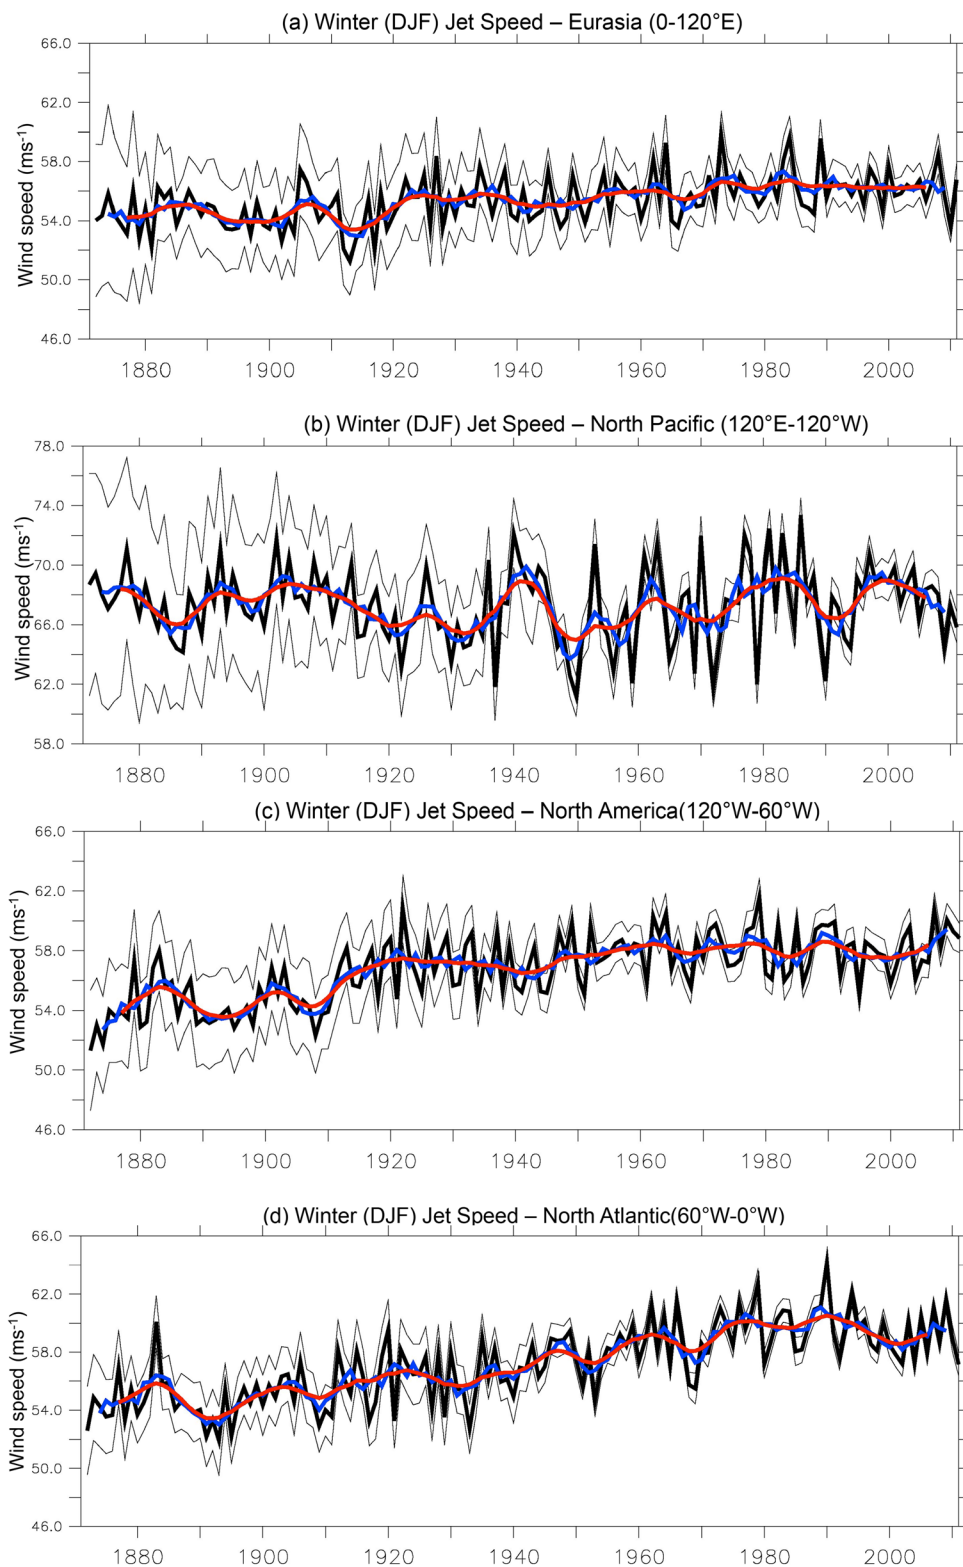 (a) Winter (DJF) Jet Speed – Eurasia (0-120°E)
66.0
62.0
58.0
54.0
50.0
46.0
Wind speed (ms-1)
1880 1900 1920 1940 1960 1980 2000
(b) Winter (DJF) Jet Speed – North Pacific (120°E-120°W)
78.0
74.0
70.0
66.0
62.0
58.0
Wind speed (ms-1)
1880 1900 1920 1940 1960 1980 2000
(c) Winter (DJF) Jet Speed – North America(120°W-60°W)
66.0
62.0
58.0
54.0
50.0
46.0
Wind speed (ms-1)
1880 1900 1920 1940 1960 1980 2000
(d) Winter (DJF) Jet Speed – North Atlantic(60°W-0°W)
66.0
62.0
58.0
54.0
50.0
46.0
Wind speed (ms-1)
1880 1900 1920 1940 1960 1980 2000